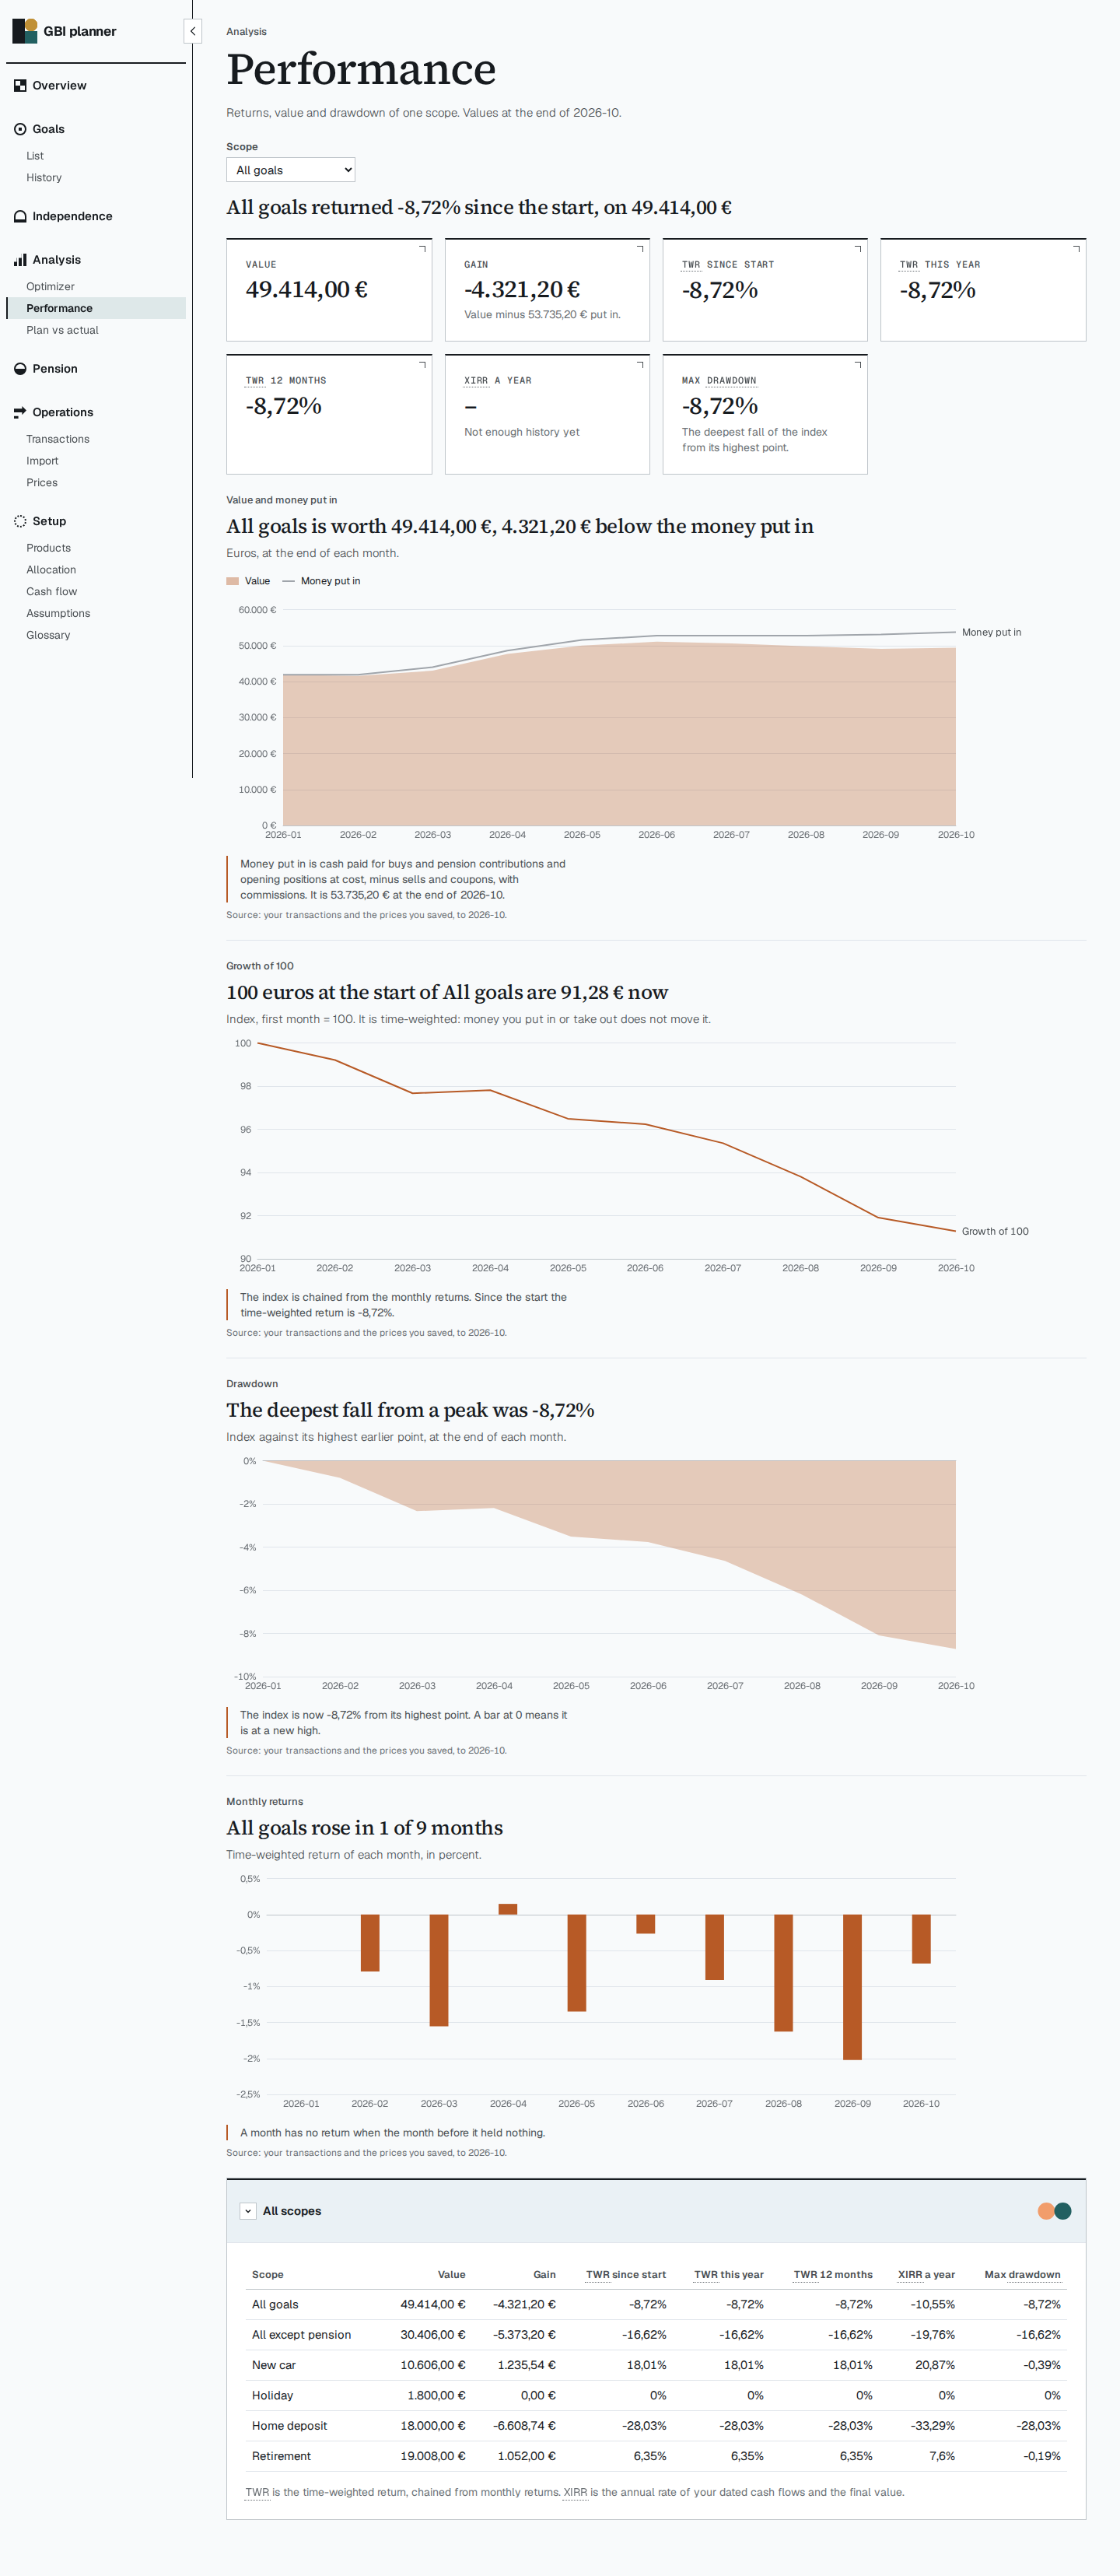 GBI planner
Overview
Goals
List
History
Independence
Analysis
Optimizer
Performance
Plan vs actual
Pension
Operations
Transactions
Import
Prices
Setup
Products
Allocation
Cash flow
Assumptions
Glossary
Analysis
Performance
Returns, value and drawdown of one scope. Values at the end of 2026-10.
Scope
All goals
All goals returned -8,72% since the start, on 49.414,00 €
VALUE
49.414,00 €
GAIN
-4.321,20 €
Value minus 53.735,20 € put in.
TWR SINCE START
-8,72%
TWR THIS YEAR
-8,72%
TWR 12 MONTHS
-8,72%
XIRR A YEAR
–
Not enough history yet
MAX DRAWDOWN
-8,72%
The deepest fall of the index
from its highest point.
Value and money put in
All goals is worth 49.414,00 €, 4.321,20 € below the money put in
Euros, at the end of each month.
Value Money put in
60.000 €
50.000 €
40.000 €
30.000 €
20.000 €
10.000 €
0 €
Money put in
2026-01 2026-02 2026-03 2026-04 2026-05 2026-06 2026-07 2026-08 2026-09 2026-10
Money put in is cash paid for buys and pension contributions and
opening positions at cost, minus sells and coupons, with
commissions. It is 53.735,20 € at the end of 2026-10.
Source: your transactions and the prices you saved, to 2026-10.
Growth of 100
100 euros at the start of All goals are 91,28 € now
Index, first month = 100. It is time-weighted: money you put in or take out does not move it.
100
98
96
94
92
90
Growth of 100
2026-01 2026-02 2026-03 2026-04 2026-05 2026-06 2026-07 2026-08 2026-09 2026-10
The index is chained from the monthly returns. Since the start the
time-weighted return is -8,72%.
Source: your transactions and the prices you saved, to 2026-10.
Drawdown
The deepest fall from a peak was -8,72%
Index against its highest earlier point, at the end of each month.
0%
-2%
-4%
-6%
-8%
-10%
2026-01 2026-02 2026-03 2026-04 2026-05 2026-06 2026-07 2026-08 2026-09 2026-10
The index is now -8,72% from its highest point. A bar at 0 means it
is at a new high.
Source: your transactions and the prices you saved, to 2026-10.
Monthly returns
All goals rose in 1 of 9 months
Time-weighted return of each month, in percent.
0,5%
0%
-0,5%
-1%
-1,5%
-2%
-2,5%
2026-01 2026-02 2026-03 2026-04 2026-05 2026-06 2026-07 2026-08 2026-09 2026-10
A month has no return when the month before it held nothing.
Source: your transactions and the prices you saved, to 2026-10.
All scopes
Scope Value Gain TWR since start TWR this year TWR 12 months XIRR a year Max drawdown
All goals 49.414,00 € -4.321,20 € -8,72% -8,72% -8,72% -10,55% -8,72%
All except pension 30.406,00 € -5.373,20 € -16,62% -16,62% -16,62% -19,76% -16,62%
New car 10.606,00 € 1.235,54 € 18,01% 18,01% 18,01% 20,87% -0,39%
Holiday 1.800,00 € 0,00 € 0% 0% 0% 0% 0%
Home deposit 18.000,00 € -6.608,74 € -28,03% -28,03% -28,03% -33,29% -28,03%
Retirement 19.008,00 € 1.052,00 € 6,35% 6,35% 6,35% 7,6% -0,19%
TWR is the time-weighted return, chained from monthly returns. XIRR is the annual rate of your dated cash flows and the final value.